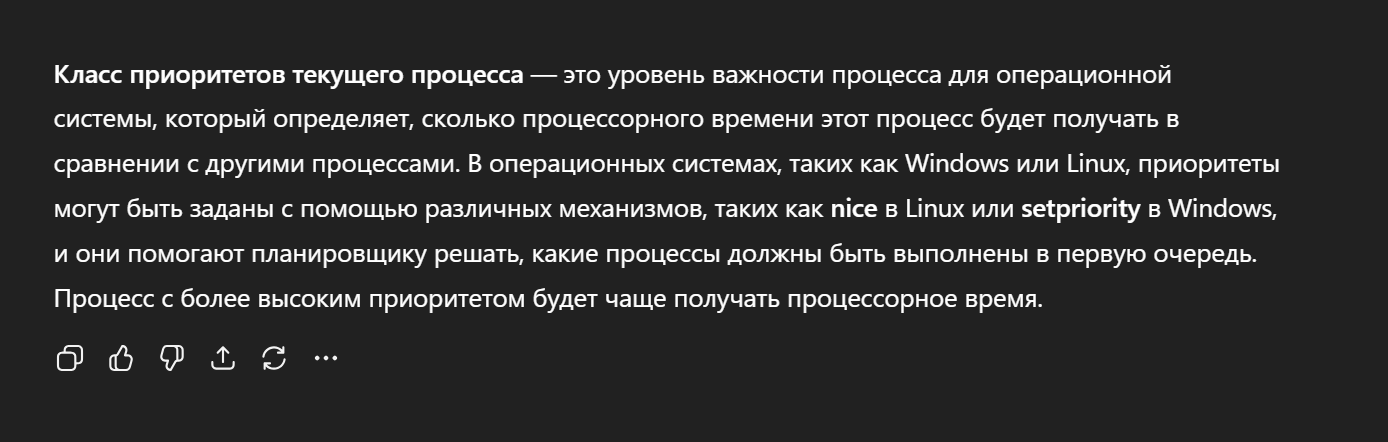 Класс приоритетов текущего процесса — это уровень важности процесса для операционной
системы, который определяет, сколько процессорного времени этот процесс будет получать в
сравнении с другими процессами. В операционных системах, таких как Windows или Linux, приоритеты
могут быть заданы с помощью различных механизмов, таких как nice в Linux или setpriority в Windows,
и они помогают планировщику решать, какие процессы должны быть выполнены в первую очередь.
Процесс с более высоким приоритетом будет чаще получать процессорное время.